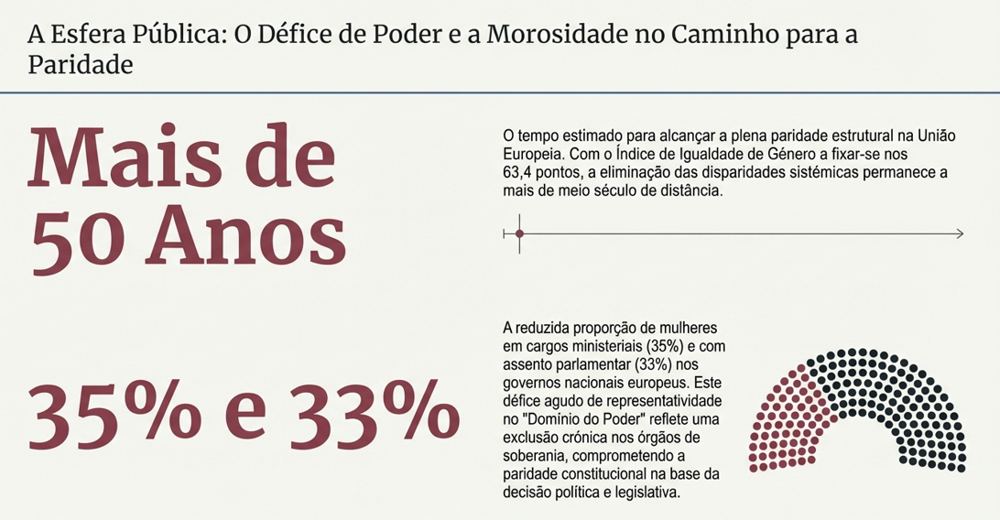 A Esfera Pública: O Défice de Poder e a Morosidade no Caminho para a
Paridade
Mais de
50 Anos
O tempo estimado para alcançar a plena paridade estrutural na União
Europeia. Com o Índice de Igualdade de Género a fixar-se nos
63,4 pontos, a eliminação das disparidades sistémicas permanece a
mais de meio século de distância.
35% e 33%
A reduzida proporção de mulheres
em cargos ministeriais (35%) e com
assento parlamentar (33%) nos
governos nacionais europeus. Este
défice agudo de representatividade
no "Domínio do Poder" reflete uma
exclusão crónica nos órgãos de
soberania, comprometendo a
paridade constitucional na base da
decisão política e legislativa.